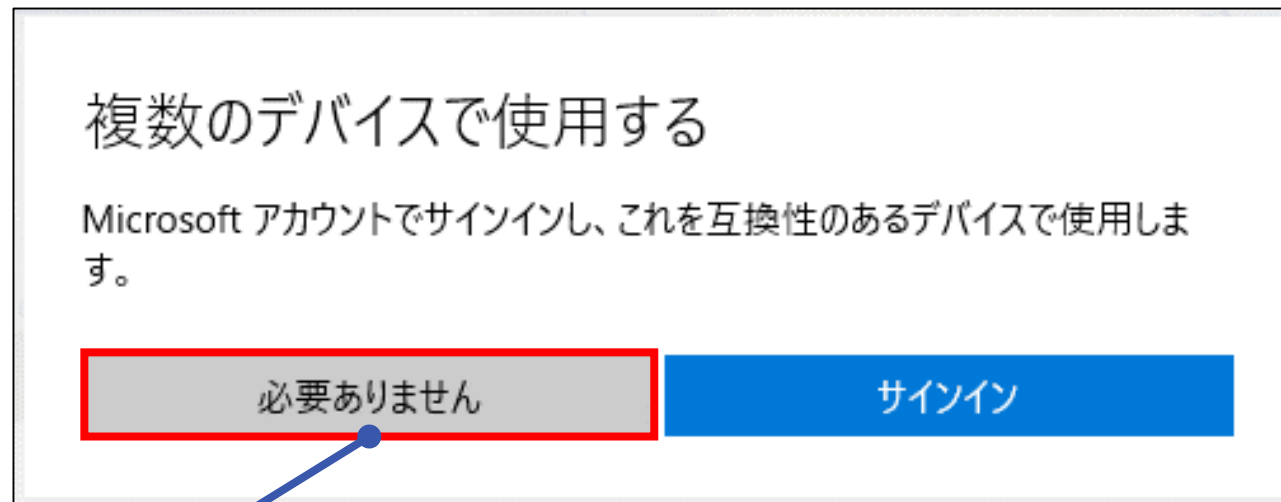 複数のデバイスで使用する
Microsoft アカウントでサインインし、これを互換性のあるデバイスで使用しま
す。
必要ありません
サインイン